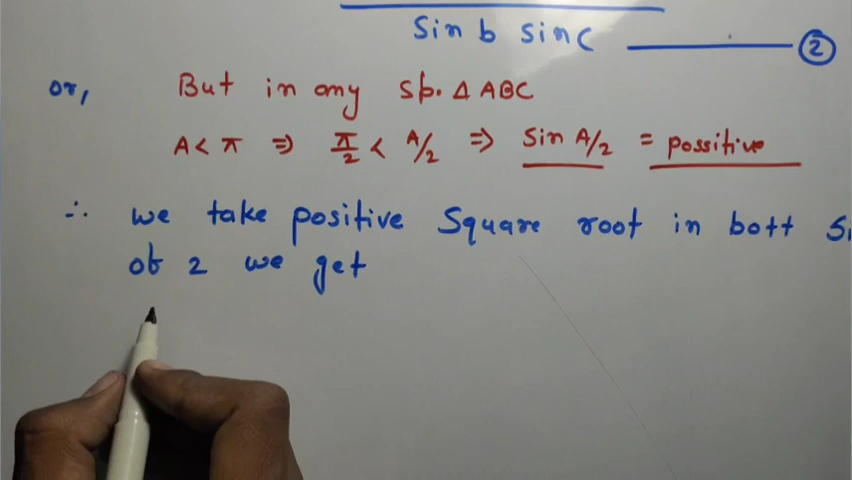 Sin b sinc ②
or, But in any sp. Δ ABC
A < π ⇒ π/2 < A/2 ⇒ sin A/2 = possitive
∴ we take positive Square root in bott
of 2 we get